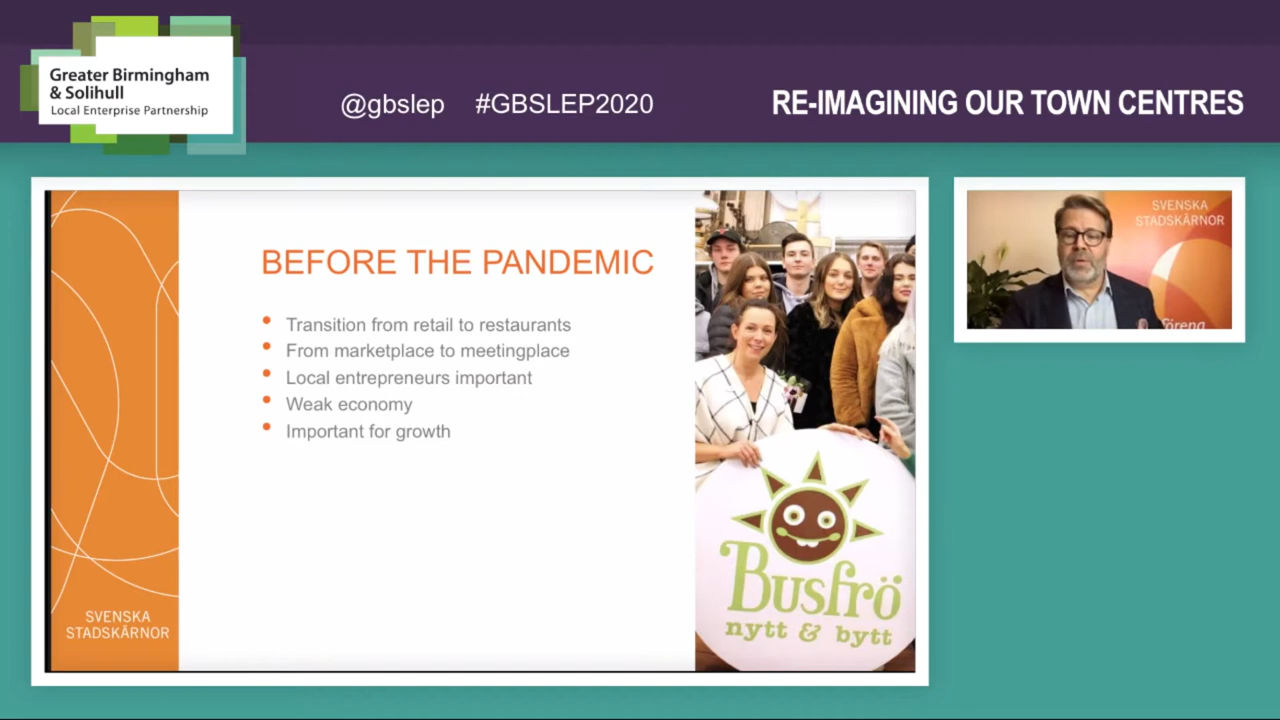 Greater Birmingham
& Solihull
Local Enterprise Partnership
@gbslep #GBSLEP2020
RE-IMAGINING OUR TOWN CENTRES
BEFORE THE PANDEMIC
Transition from retail to restaurants
From marketplace to meetingplace
Local entrepreneurs important
Weak economy
Important for growth
SVENSKA
STADSKÄRNOR
Busfrö
nytt & bytt
SVENSKA
STADSKÄRNOR
förena